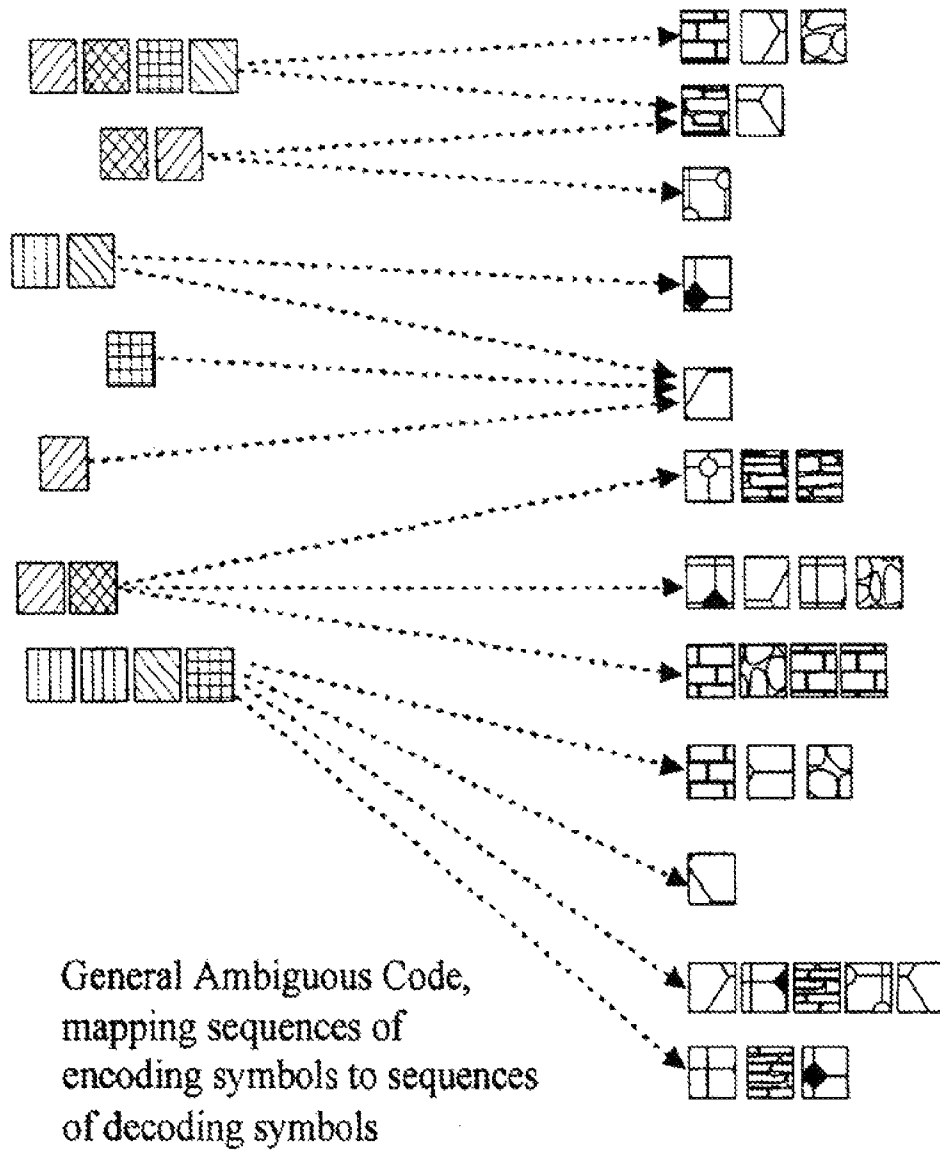 General Ambiguous Code,
mapping sequences of
encoding symbols to sequences
of decoding symbols